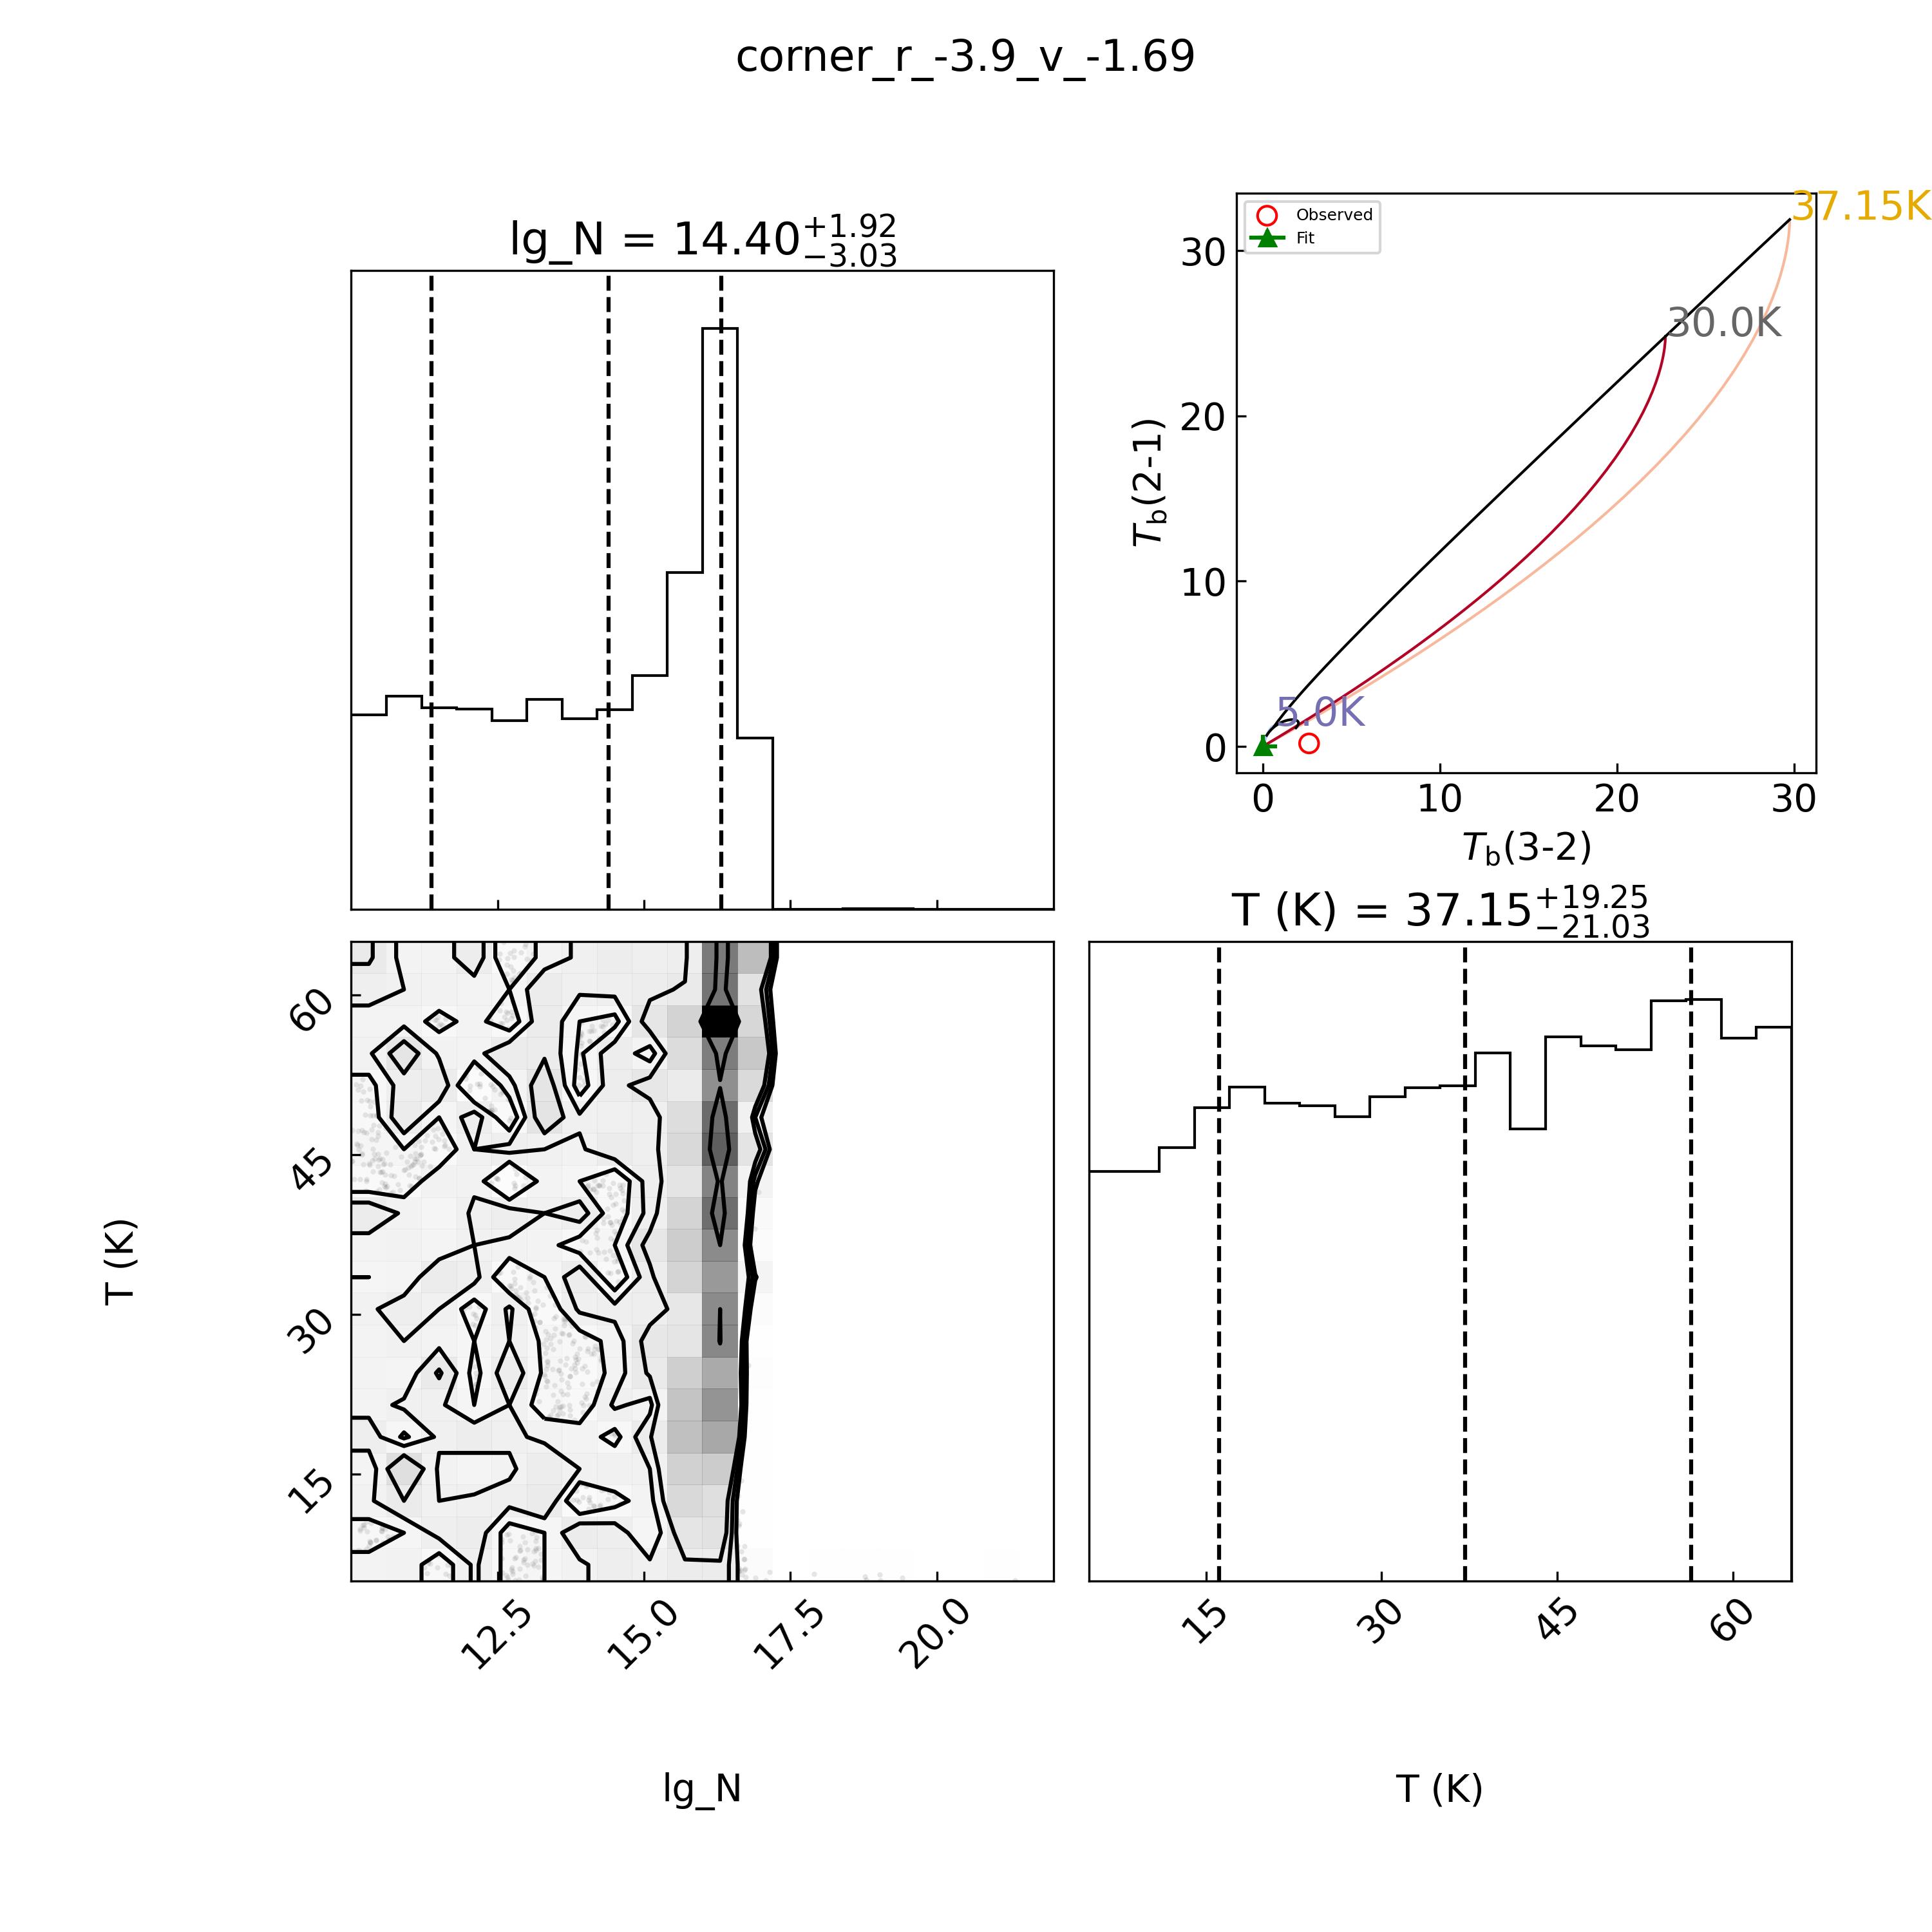 corner_r_-3.9_v_-1.69
lg_N = 14.40+1.92−3.03
37.15K
Observed
Fit
30
30.0K
20
10
5.0K
0
Tb(2-1)
0 10 20 30
Tb(3-2)
T (K) = 37.15+19.25−21.03
60
45
30
15
T (K)
12.5 15.0 17.5 20.0
15 30 45 60
lg_N
T (K)